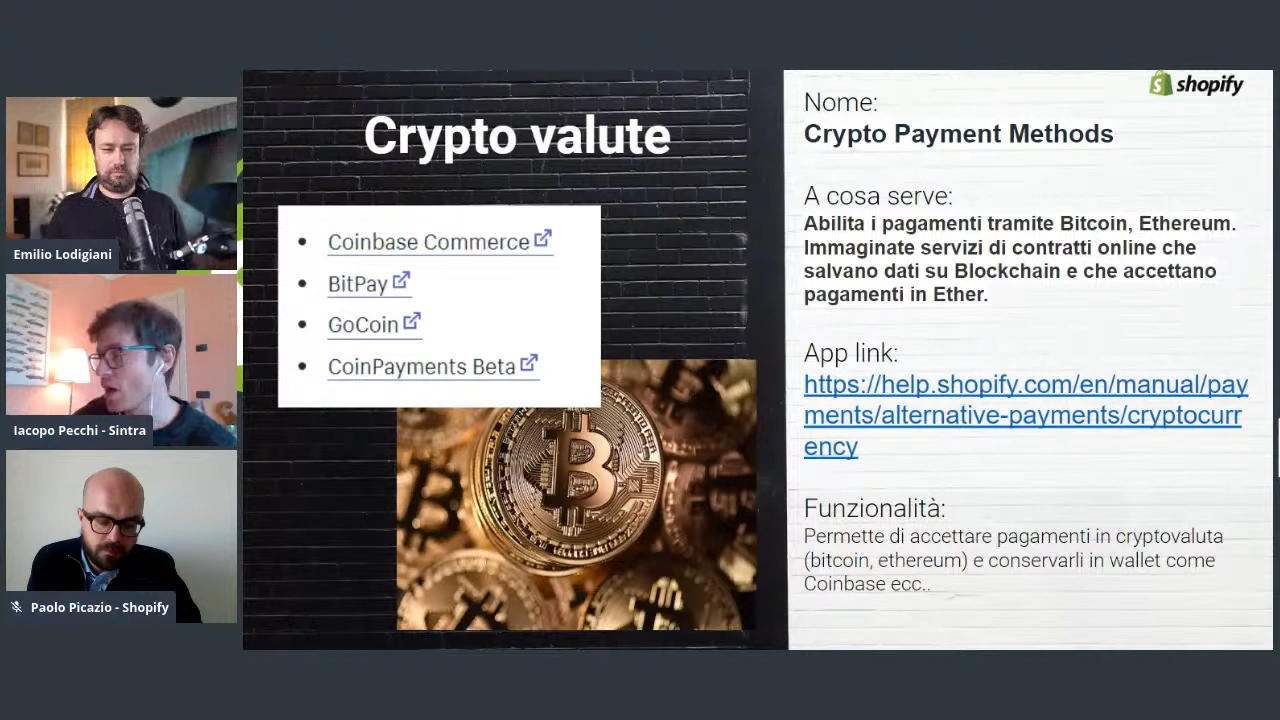 Emilio Lodigiani
Iacopo Pecchi - Sintra
Paolo Picazio - Shopify
Crypto valute
Coinbase Commerce
BitPay
GoCoin
CoinPayments Beta
shopify
Nome:
Crypto Payment Methods
A cosa serve:
Abilita i pagamenti tramite Bitcoin, Ethereum.
Immaginate servizi di contratti online che
salvano dati su Blockchain e che accettano
pagamenti in Ether.
App link:
https://help.shopify.com/en/manual/pay
ments/alternative-payments/cryptocurr
ency
Funzionalità:
Permette di accettare pagamenti in cryptovaluta
(bitcoin, ethereum) e conservarli in wallet come
Coinbase ecc..